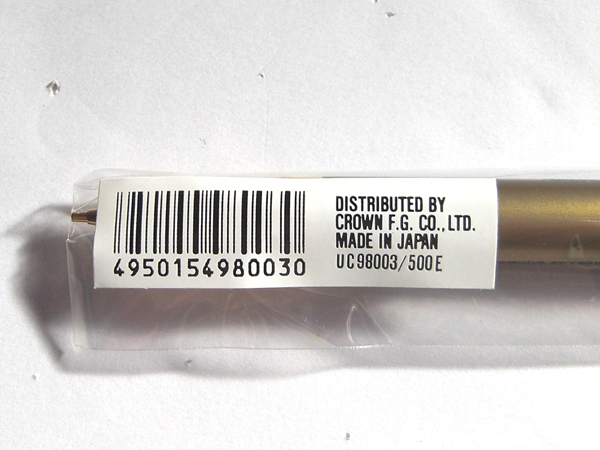 4950154980030
DISTRIBUTED BY
CROWN F.G. CO., LTD.
MADE IN JAPAN
UC98003/500E